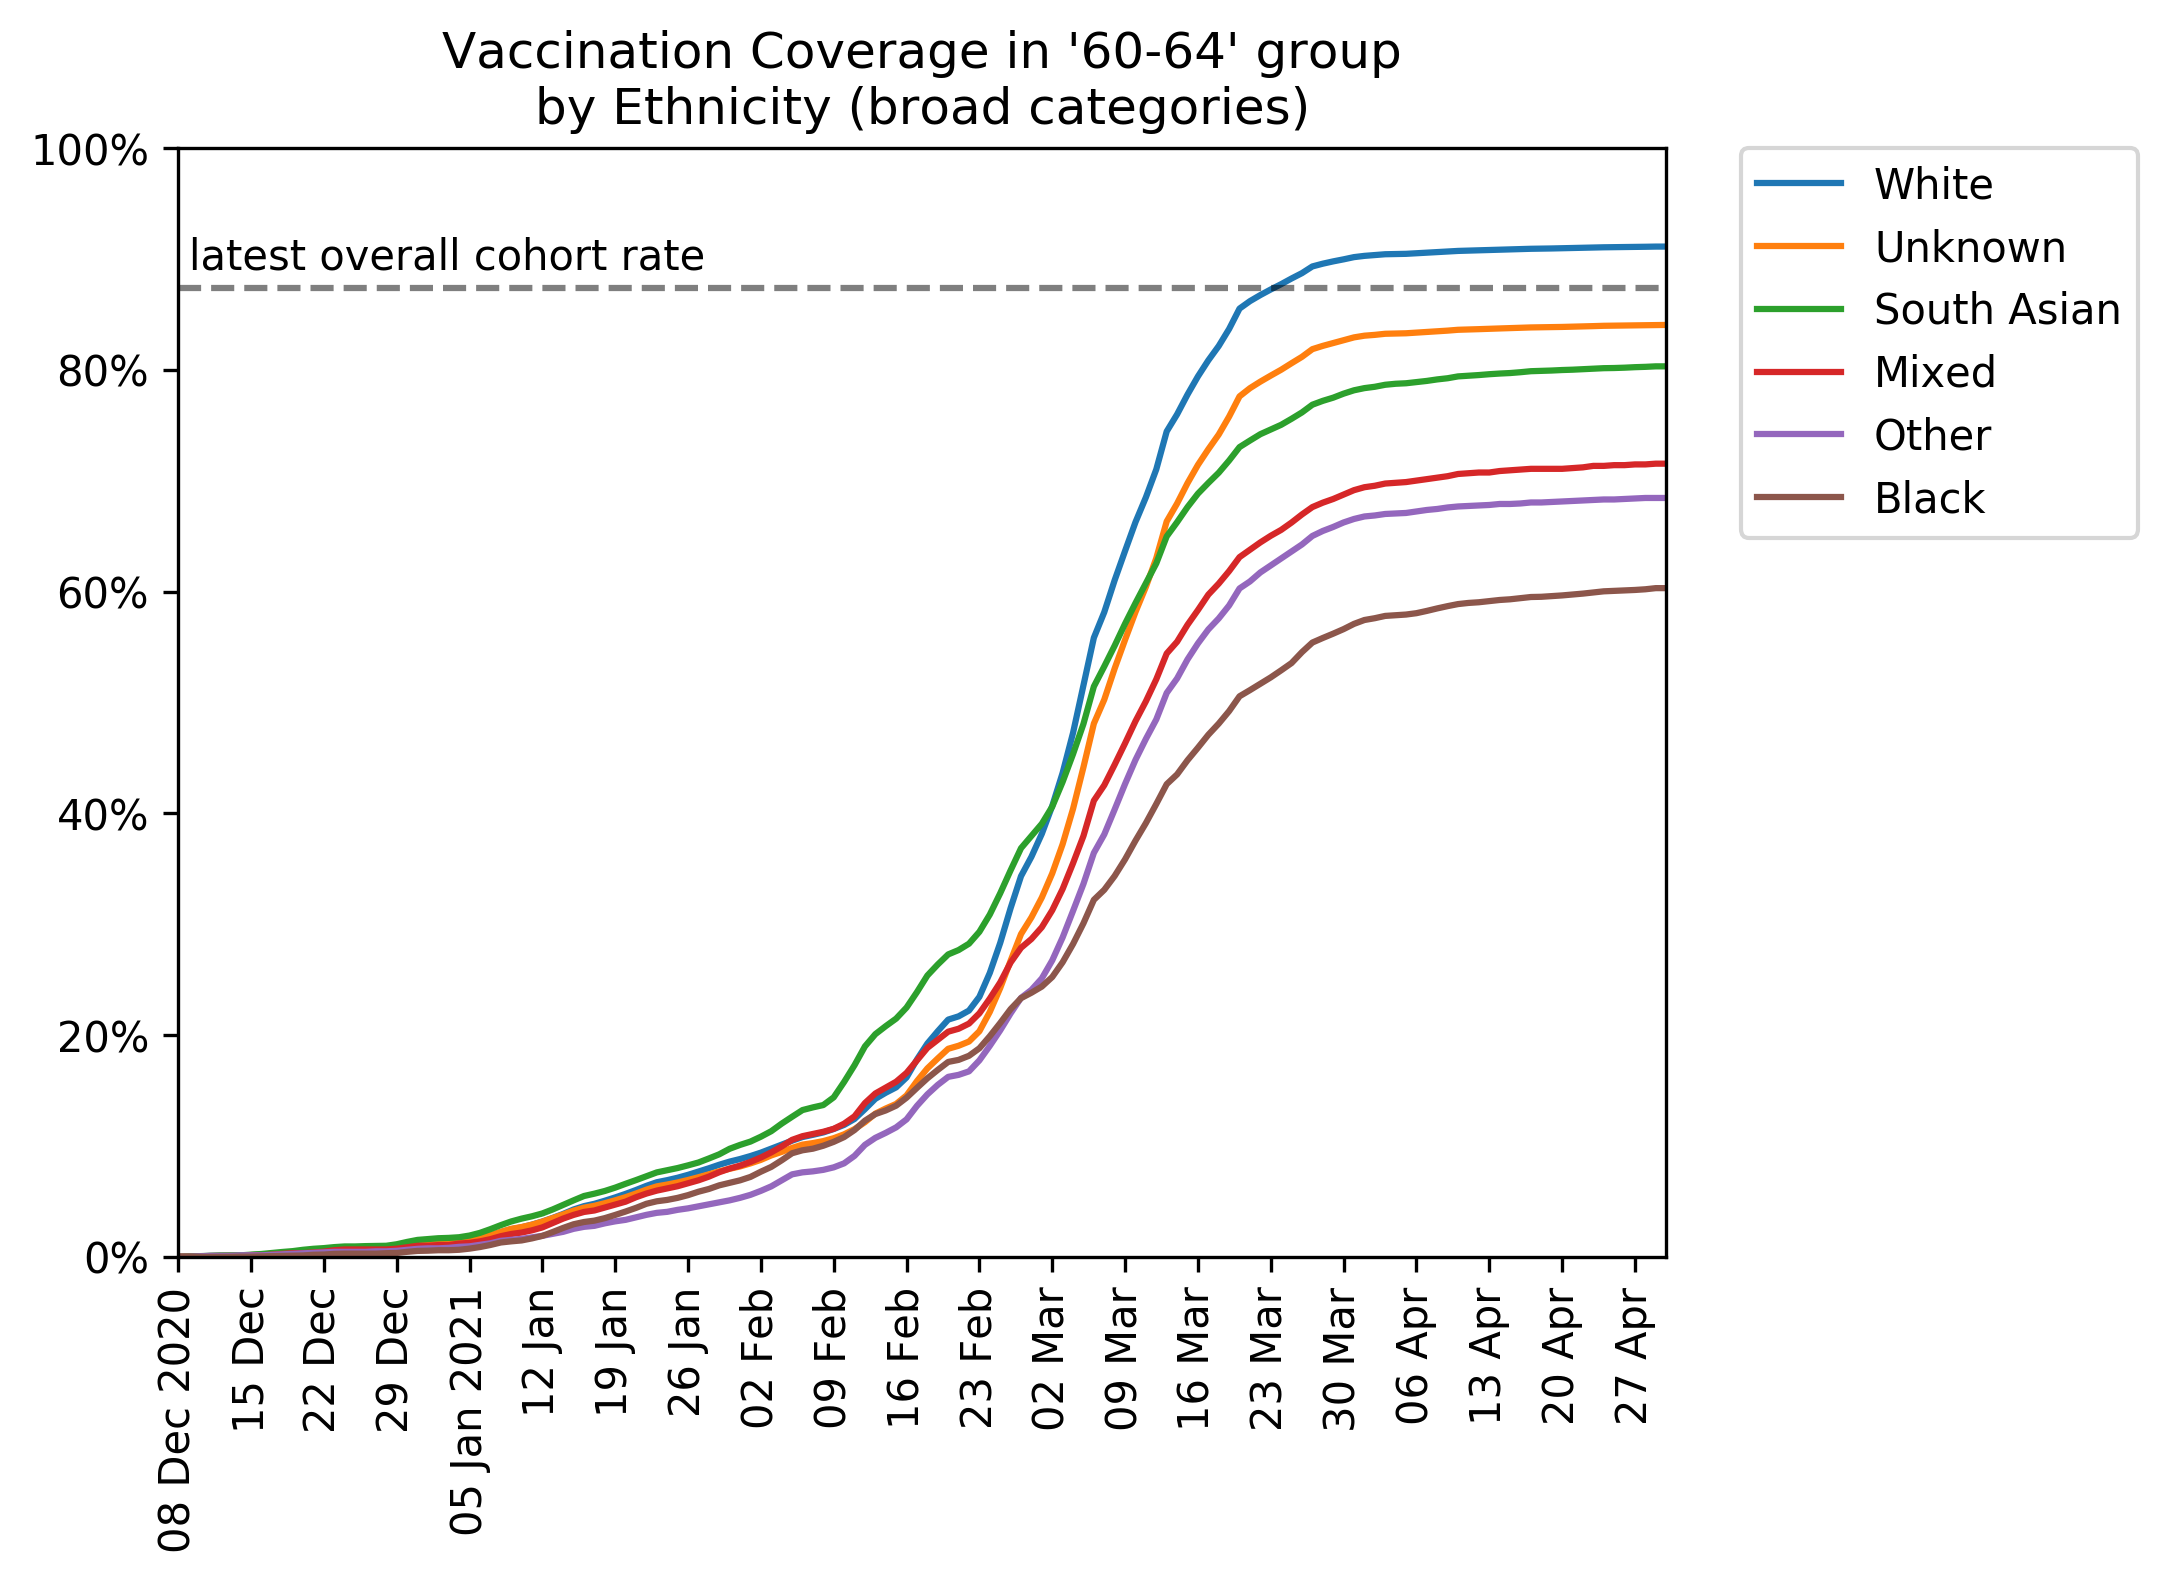 Vaccination Coverage in '60-64' group
by Ethnicity (broad categories)
100%
80%
60%
40%
20%
0%
latest overall cohort rate
White
Unknown
South Asian
Mixed
Other
Black
08 Dec 2020
15 Dec
22 Dec
29 Dec
05 Jan 2021
12 Jan
19 Jan
26 Jan
02 Feb
09 Feb
16 Feb
23 Feb
02 Mar
09 Mar
16 Mar
23 Mar
30 Mar
06 Apr
13 Apr
20 Apr
27 Apr